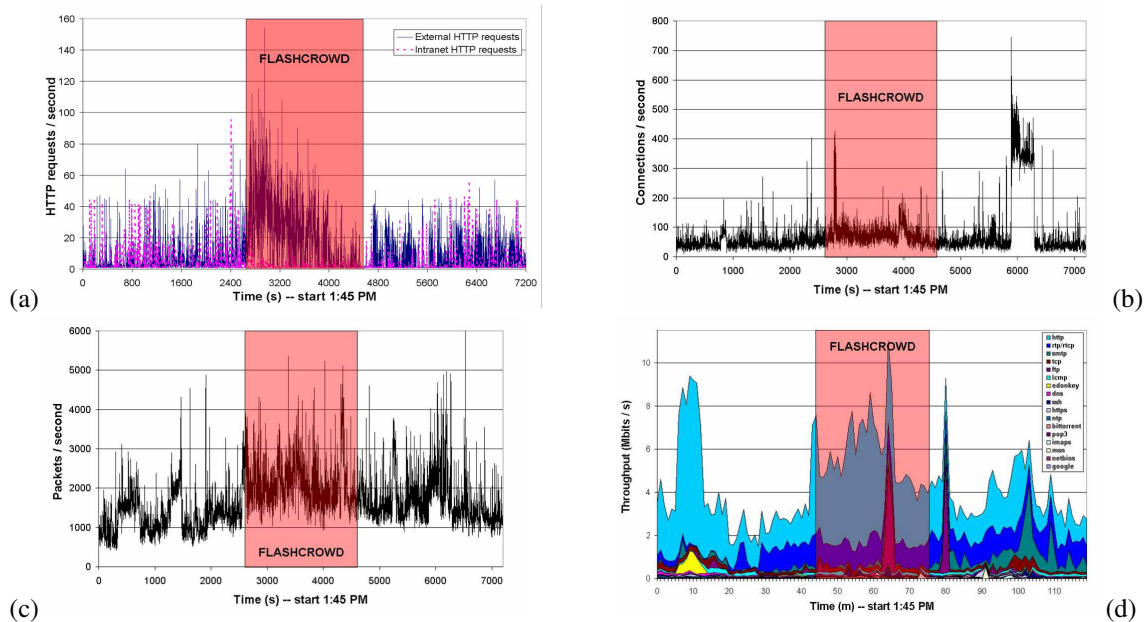 160
140
120
100
80
60
40
20
0
HTTP requests / second
External HTTP requests
Intranet HTTP requests
FLASHCROWD
0 800 1600 2400 3200 4000 4800 5600 6400 7200
Time (s) -- start 1:45 PM
(a)
800
700
600
500
400
300
200
100
0
Connections / second
FLASHCROWD
0 1000 2000 3000 4000 5000 6000 7000
Time (s) -- start 1:45 PM
(b)
6000
5000
4000
3000
2000
1000
0
Packets / second
FLASHCROWD
0 1000 2000 3000 4000 5000 6000 7000
Time (s) -- start 1:45 PM
(c)
10
8
6
4
2
0
Throughput (Mbits / s)
FLASHCROWD
http
rtp/rtcp
smtp
tcp
ftp
icmp
edonkey
dns
ssh
https
ntp
bittorrent
pop3
imaps
msn
netbios
google
0 10 20 30 40 50 60 70 80 90 100 110
Time (m) -- start 1:45 PM
(d)